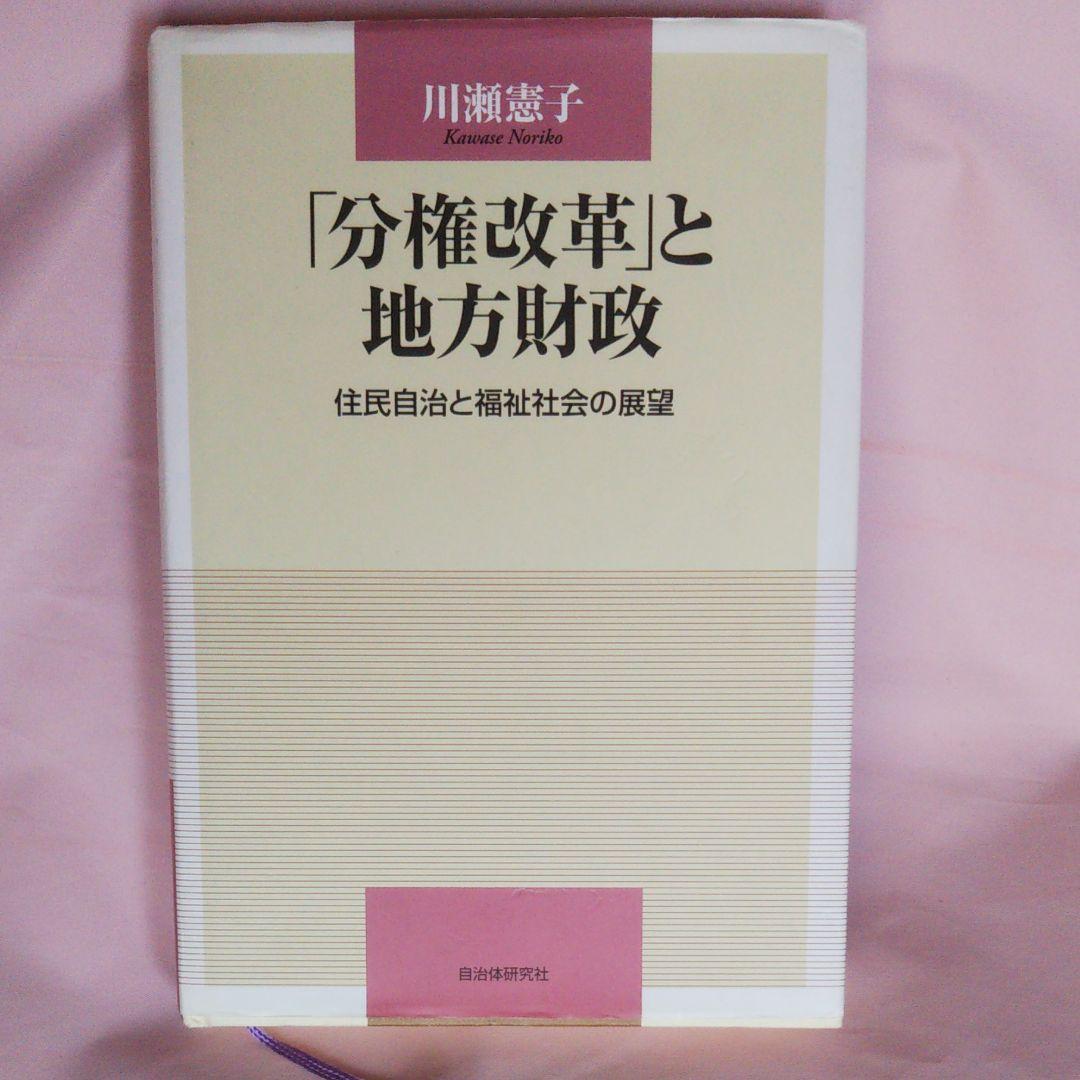 川瀬憲子
Kawase Noriko
「分権改革」と
地方財政
住民自治と福祉社会の展望
自治体研究社